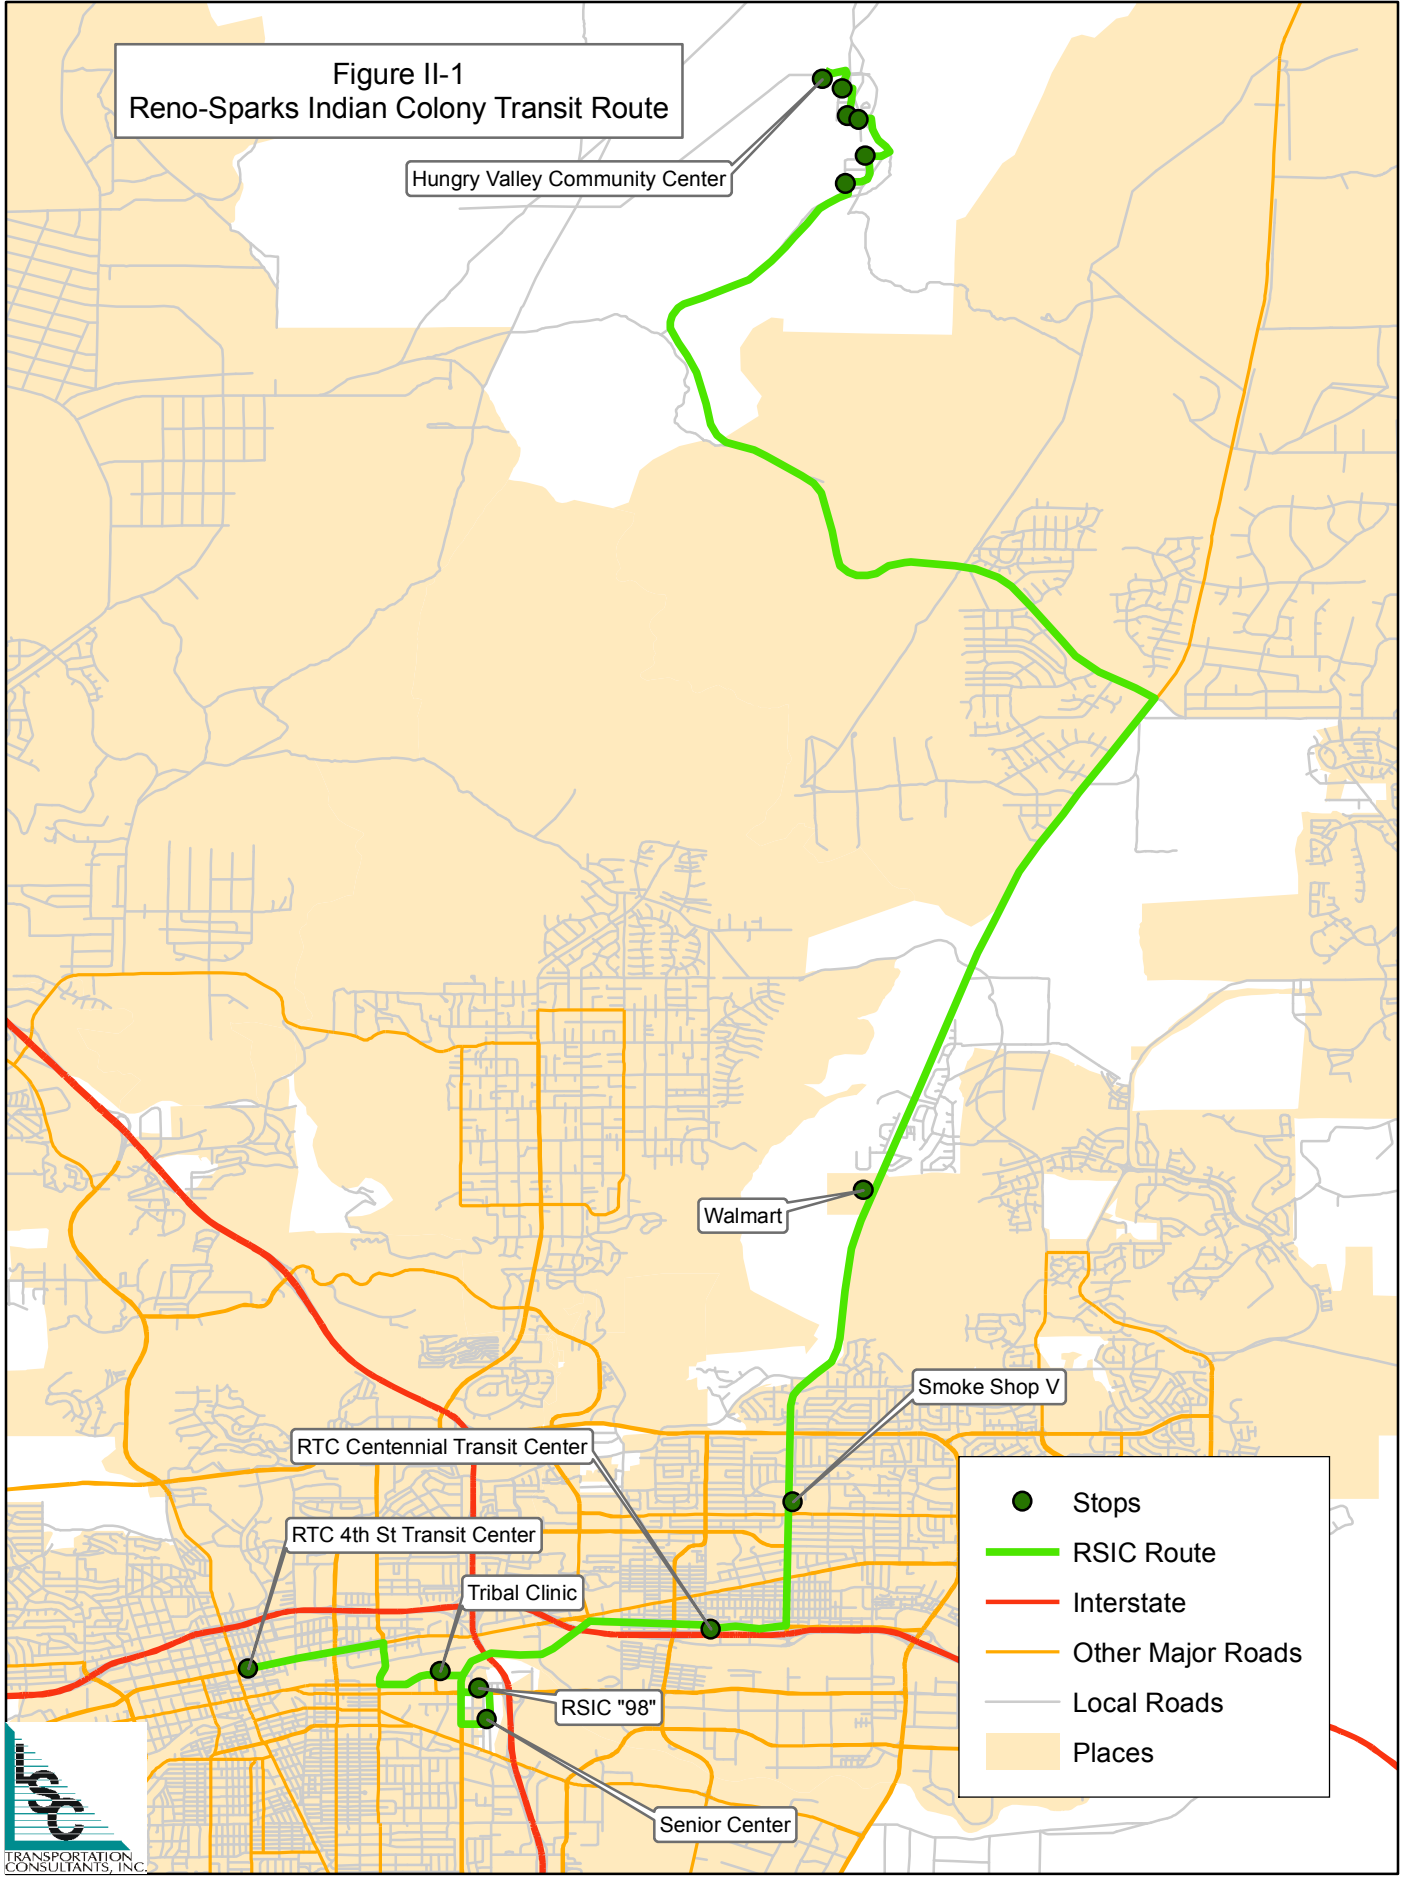 Figure II-1
Reno-Sparks Indian Colony Transit Route
Hungry Valley Community Center
Walmart
Smoke Shop V
RTC Centennial Transit Center
RTC 4th St Transit Center
Tribal Clinic
RSIC "98"
Senior Center
Stops
RSIC Route
Interstate
Other Major Roads
Local Roads
Places
LSC
TRANSPORTATION
CONSULTANTS, INC.